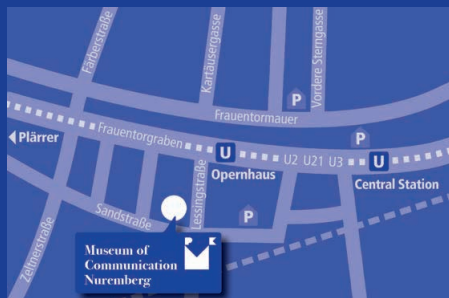 Färberstraße
Kartäusergasse
Vordere Sterngasse
P
Frauentormauer
P
Plärrer
Frauentorgraben
U
Opernhaus
U2 U21 U3
U
Central Station
Lessingstraße
Sandstraße
P
Zeltnerstraße
Museum of
Communication
Nuremberg